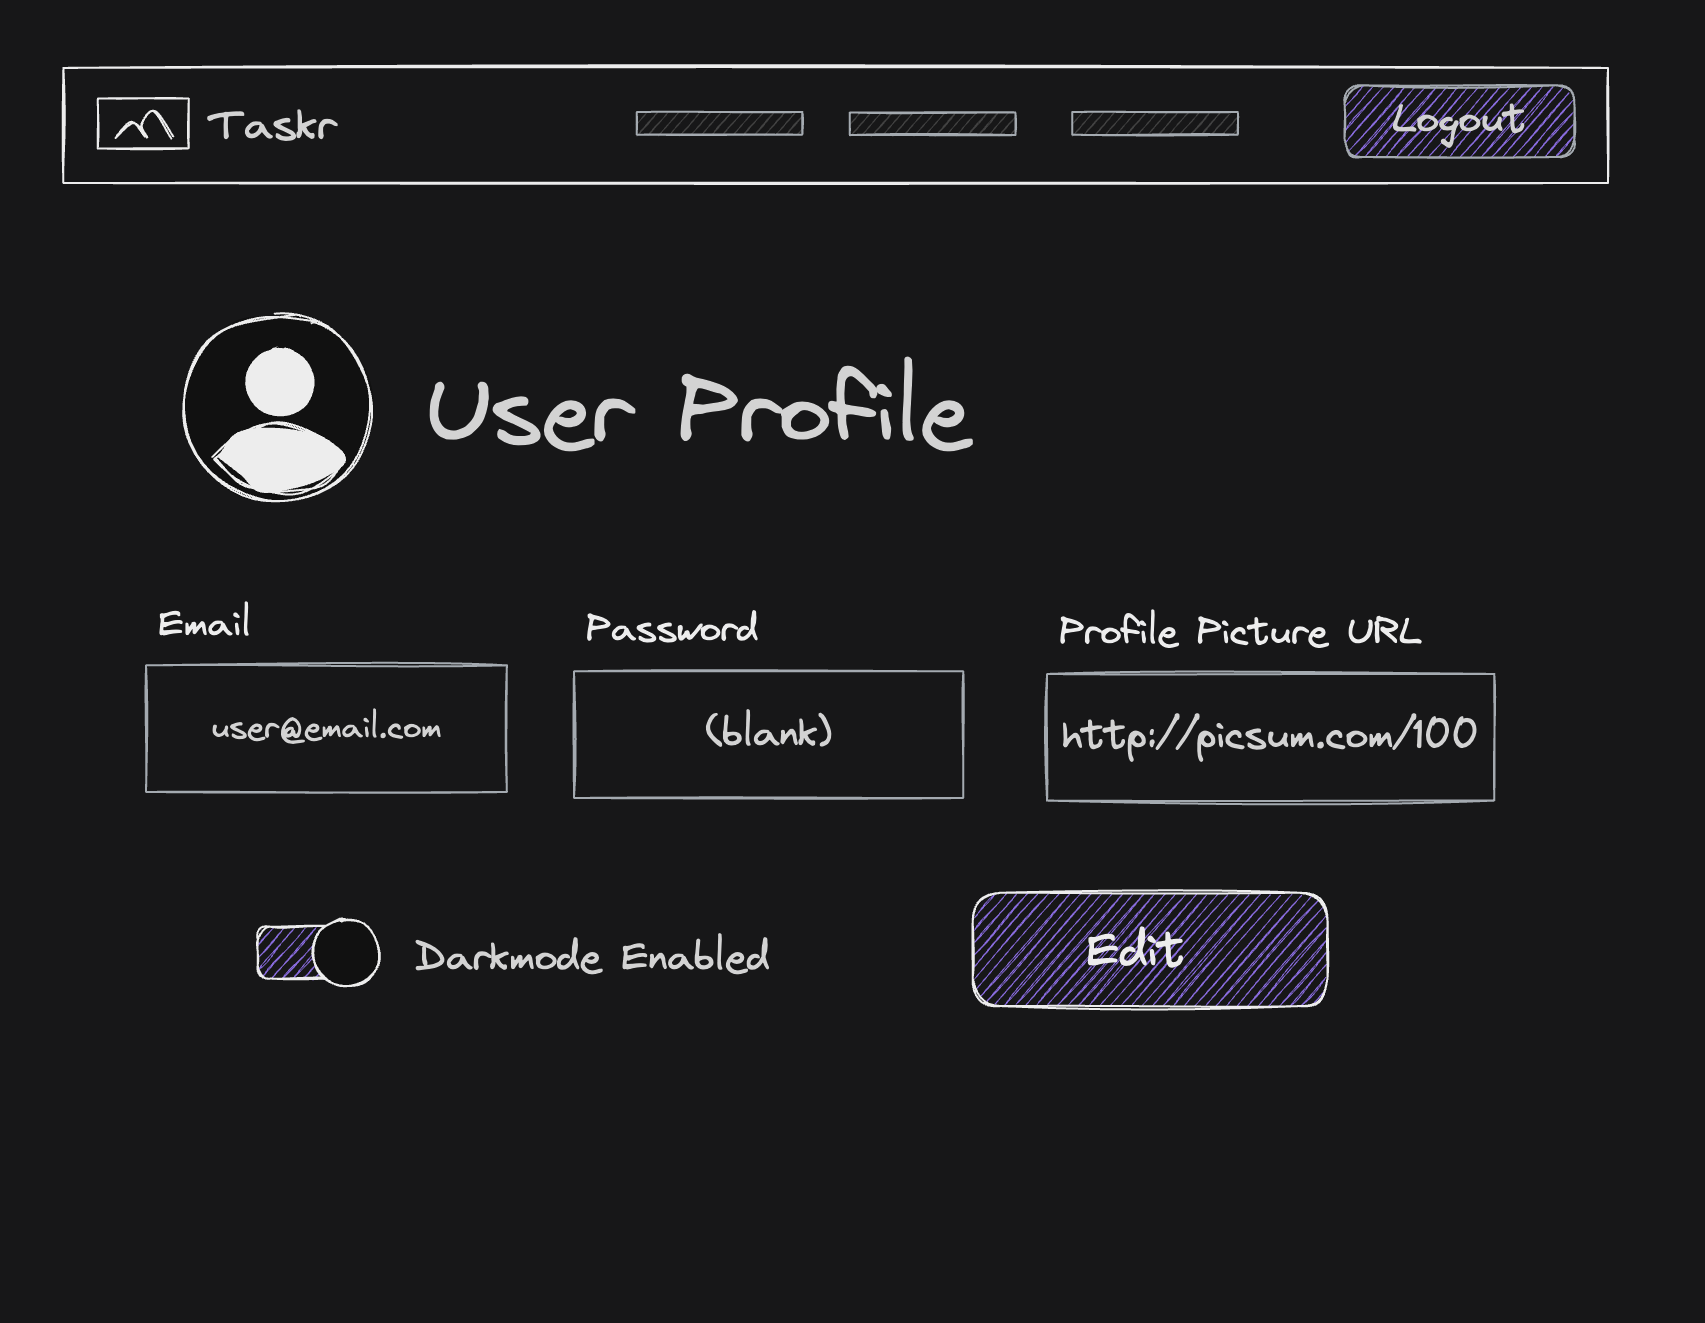 Taskr
Logout
User Profile
Email
Password
Profile Picture URL
user@email.com
(blank)
http://picsum.com/100
Darkmode Enabled
Edit